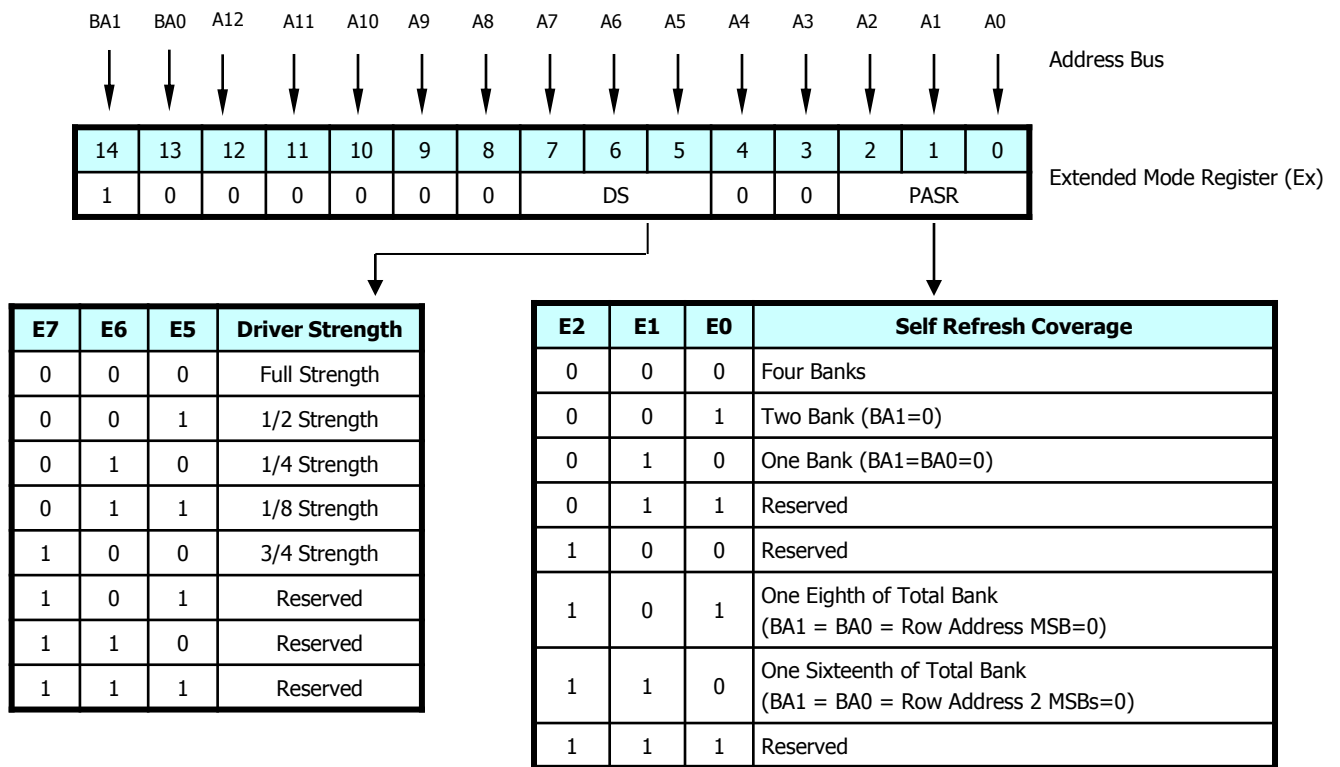 BA1 BA0 A12 A11 A10 A9 A8 A7 A6 A5 A4 A3 A2 A1 A0
Address Bus
14 13 12 11 10 9 8 7 6 5 4 3 2 1 0
1 0 0 0 0 0 0 DS 0 0 PASR
Extended Mode Register (Ex)
E7 E6 E5 Driver Strength
0 0 0 Full Strength
0 0 1 1/2 Strength
0 1 0 1/4 Strength
0 1 1 1/8 Strength
1 0 0 3/4 Strength
1 0 1 Reserved
1 1 0 Reserved
1 1 1 Reserved
E2 E1 E0 Self Refresh Coverage
0 0 0 Four Banks
0 0 1 Two Bank (BA1=0)
0 1 0 One Bank (BA1=BA0=0)
0 1 1 Reserved
1 0 0 Reserved
1 0 1 One Eighth of Total Bank
(BA1 = BA0 = Row Address MSB=0)
1 1 0 One Sixteenth of Total Bank
(BA1 = BA0 = Row Address 2 MSBs=0)
1 1 1 Reserved